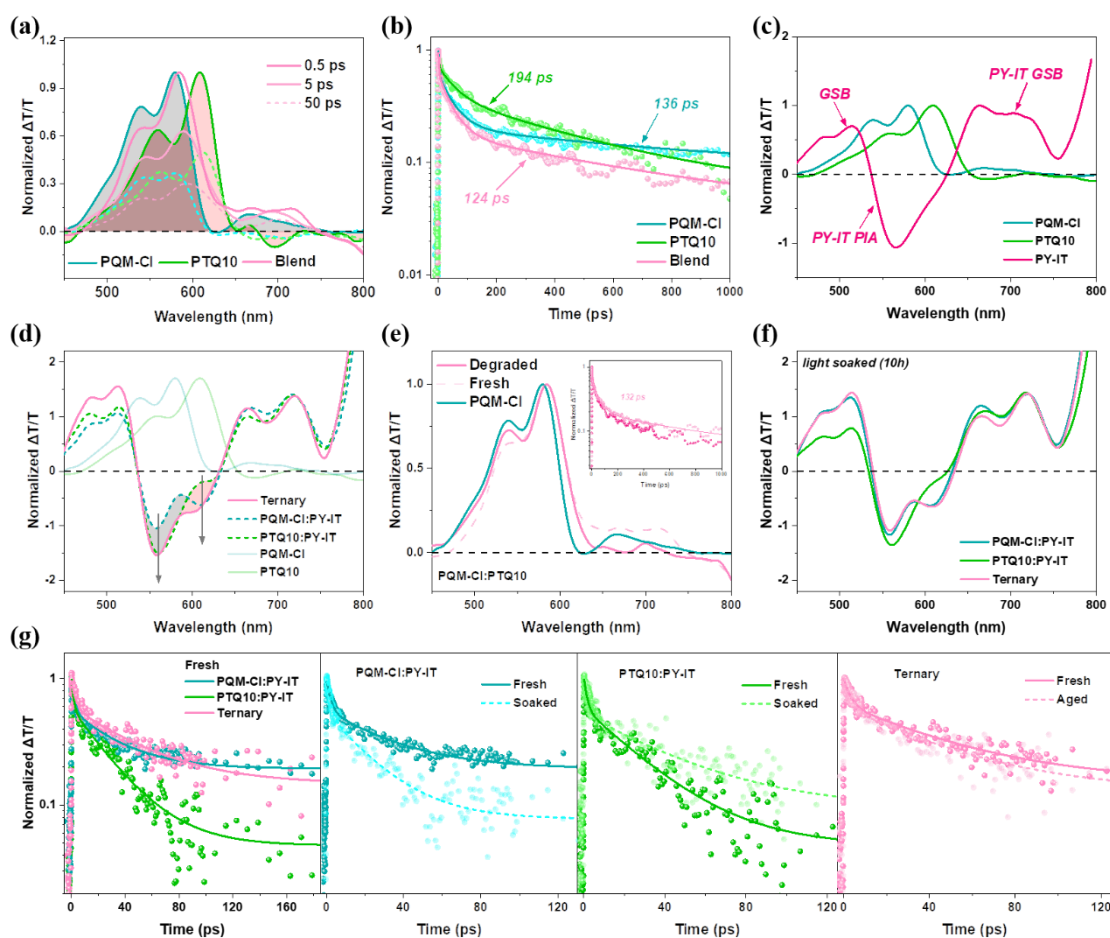 (a)
Normalized ΔT/T
1.2
0.9
0.6
0.3
0.0
0.5 ps
5 ps
50 ps
PQM-Cl PTQ10 Blend
500 600 700 800
Wavelength (nm)
(b)
Normalized ΔT/T
1
0.1
0.01
194 ps
136 ps
124 ps
PQM-Cl
PTQ10
Blend
0 200 400 600 800 1000
Time (ps)
(c)
Normalized ΔT/T
2
1
0
-1
GSB
PY-IT GSB
PY-IT PIA
PQM-Cl
PTQ10
PY-IT
500 600 700 800
Wavelength (nm)
(d)
Normalized ΔT/T
2
1
0
-1
-2
Ternary
PQM-Cl:PY-IT
PTQ10:PY-IT
PQM-Cl
PTQ10
500 600 700 800
Wavelength (nm)
(e)
Normalized ΔT/T
1.0
0.5
0.0
Degraded
Fresh
PQM-Cl
Normalized ΔT/T
1
0.1
132 ps
0 200 400 600 800 1000
Time (ps)
PQM-Cl:PTQ10
500 600 700 800
Wavelength (nm)
(f)
Normalized ΔT/T
2
1
0
-1
-2
light soaked (10h)
PQM-Cl:PY-IT
PTQ10:PY-IT
Ternary
500 600 700 800
Wavelength (nm)
(g)
Normalized ΔT/T
1
0.1
Fresh
PQM-Cl:PY-IT
PTQ10:PY-IT
Ternary
0 40 80 120 160
Time (ps)
PQM-Cl:PY-IT
Fresh
Soaked
0 40 80 120
Time (ps)
PTQ10:PY-IT
Fresh
Soaked
0 40 80 120
Time (ps)
Ternary
Fresh
Aged
0 40 80 120
Time (ps)